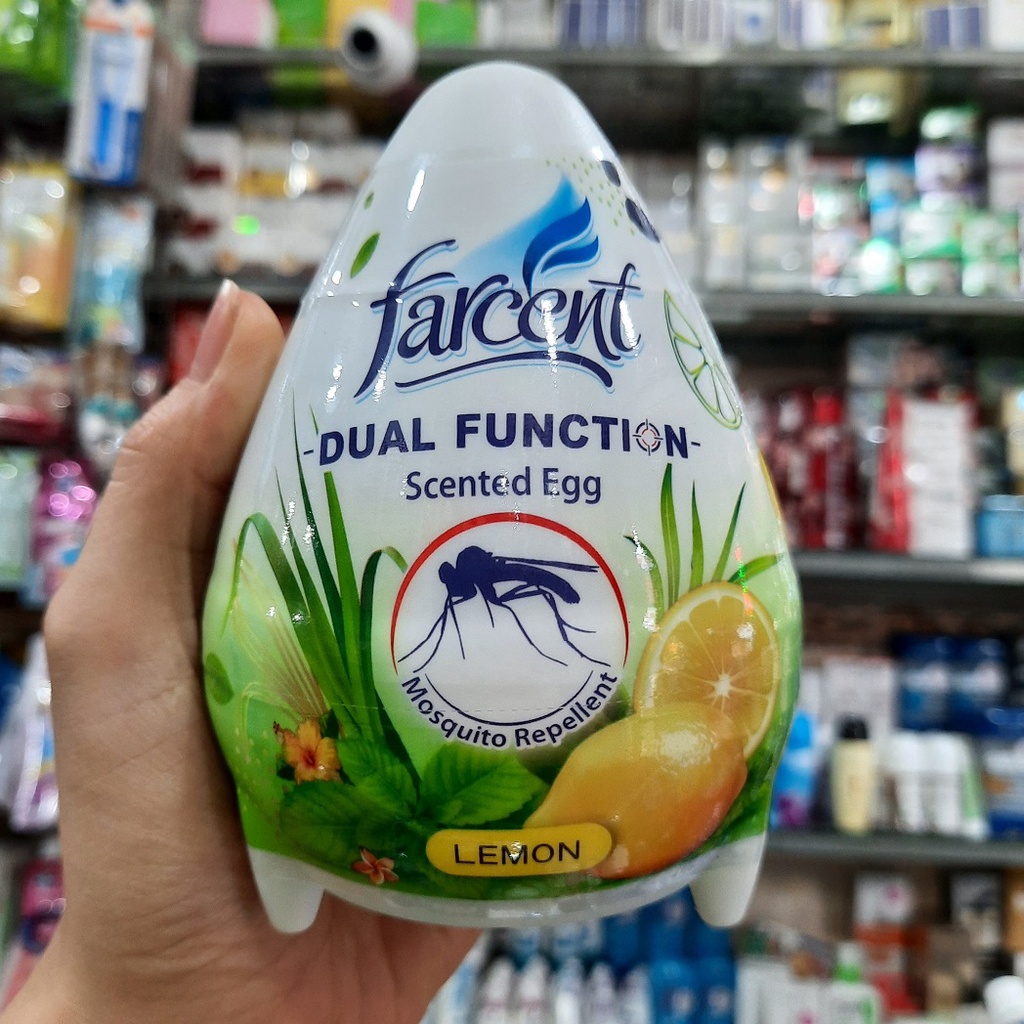 farcent
-DUAL FUNCTION-
Scented Egg
Mosquito Repellent
LEMON